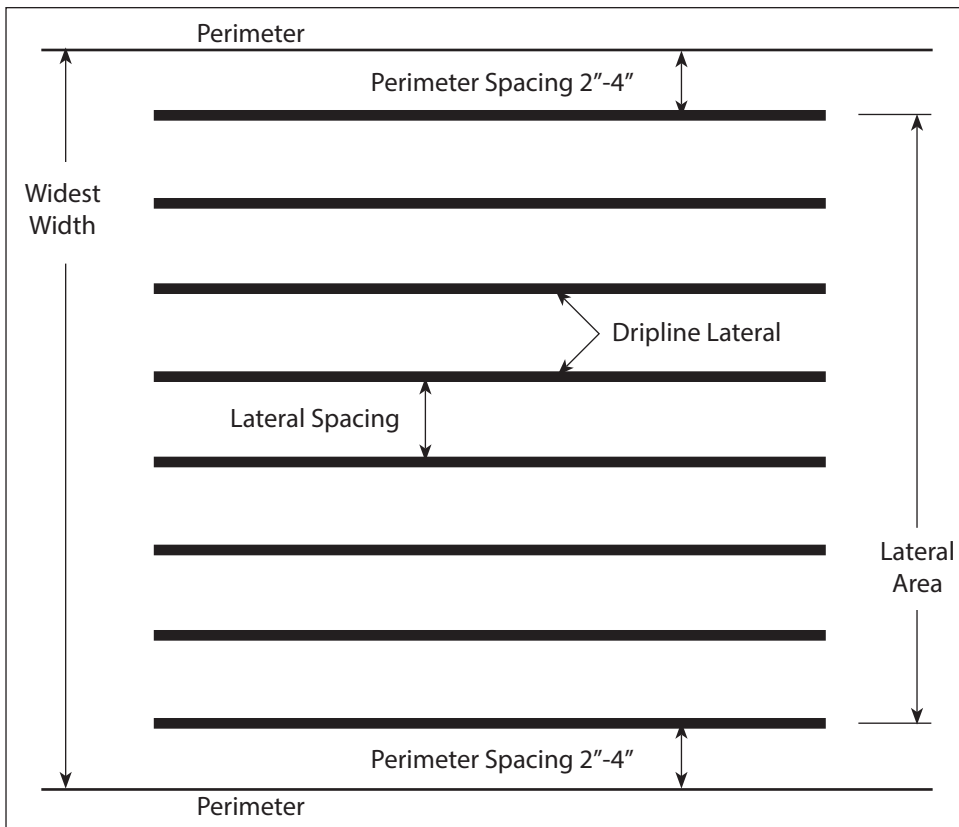 Perimeter
Perimeter Spacing 2”-4”
Widest
Width
Dripline Lateral
Lateral Spacing
Lateral
Area
Perimeter Spacing 2”-4”
Perimeter